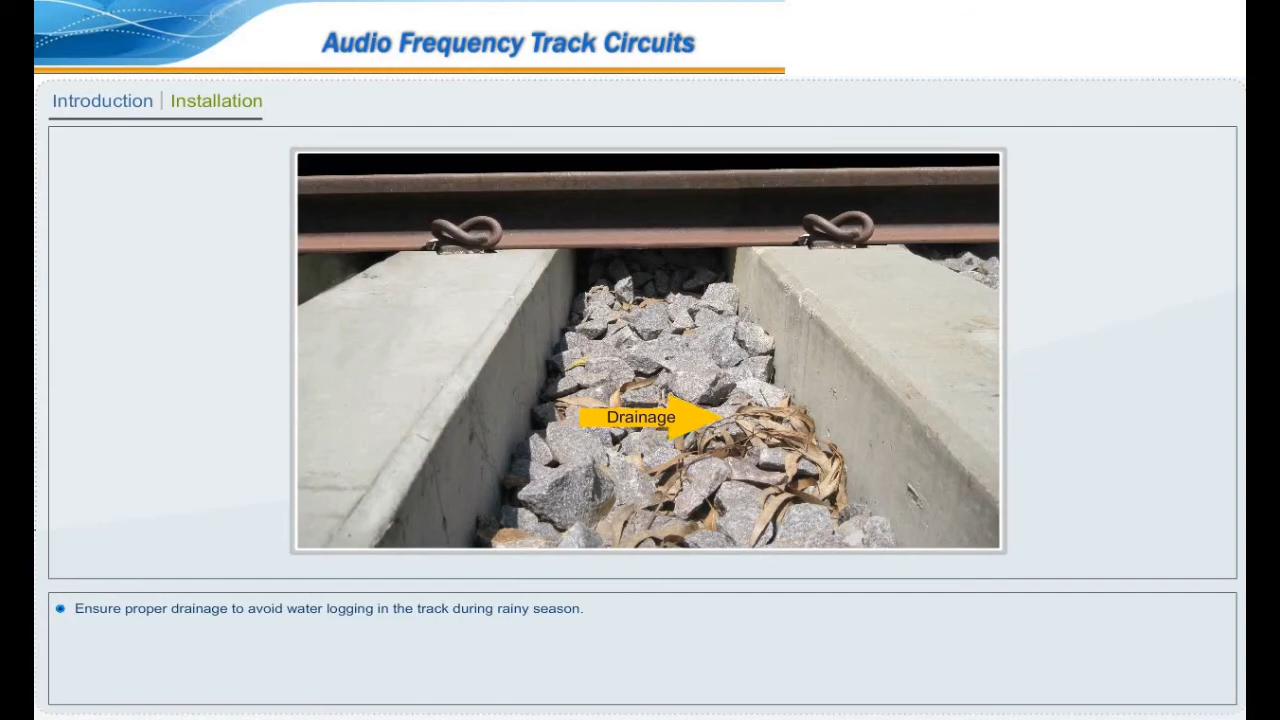 Audio Frequency Track Circuits
Introduction | Installation
Drainage
Ensure proper drainage to avoid water logging in the track during rainy season.